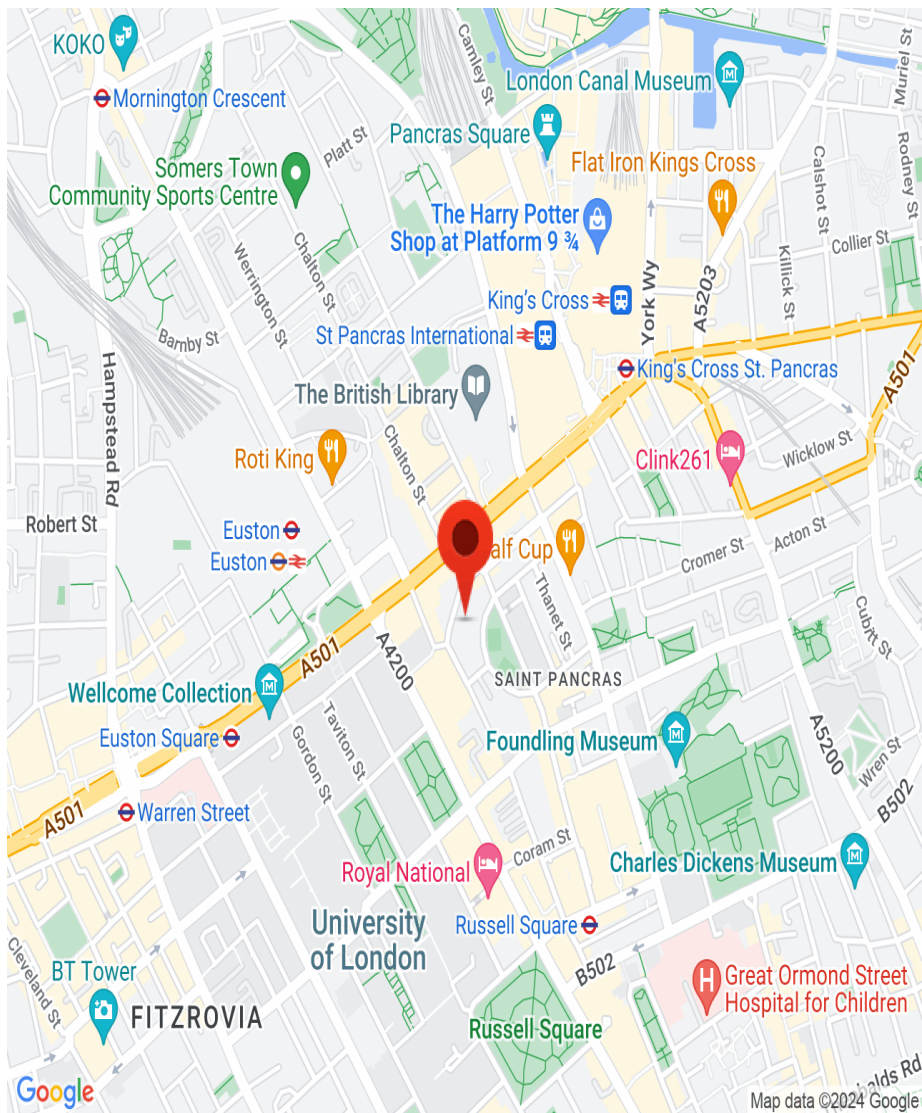 KOKO
Mornington Crescent
Camley St
London Canal Museum
Muriel St
Pancras Square
Platt St
Somers Town
Community Sports Centre
Flat Iron Kings Cross
Calshot St
Rodney St
The Harry Potter
Shop at Platform 9 ¾
Collier St
Killick St
Werrington St
Chalton St
York Wy
A5203
King's Cross
St Pancras International
Barnby St
King's Cross St. Pancras
A501
Hampstead Rd
The British Library
Roti King
Chalton St
Clink261
Wicklow St
Robert St
Euston
Euston
alf Cup
Cromer St
Acton St
Thanet St
Cubitt St
A501
A4200
SAINT PANCRAS
Wellcome Collection
Euston Square
Taviton St
Gordon St
Foundling Museum
A5200
Wren St
B502
A501
Warren Street
Coram St
Royal National
Charles Dickens Museum
University
of London
Russell Square
B502
Cleveland St
BT Tower
FITZROVIA
Great Ormond Street
Hospital for Children
Russell Square
balds Rd
Google
Map data ©2024 Google